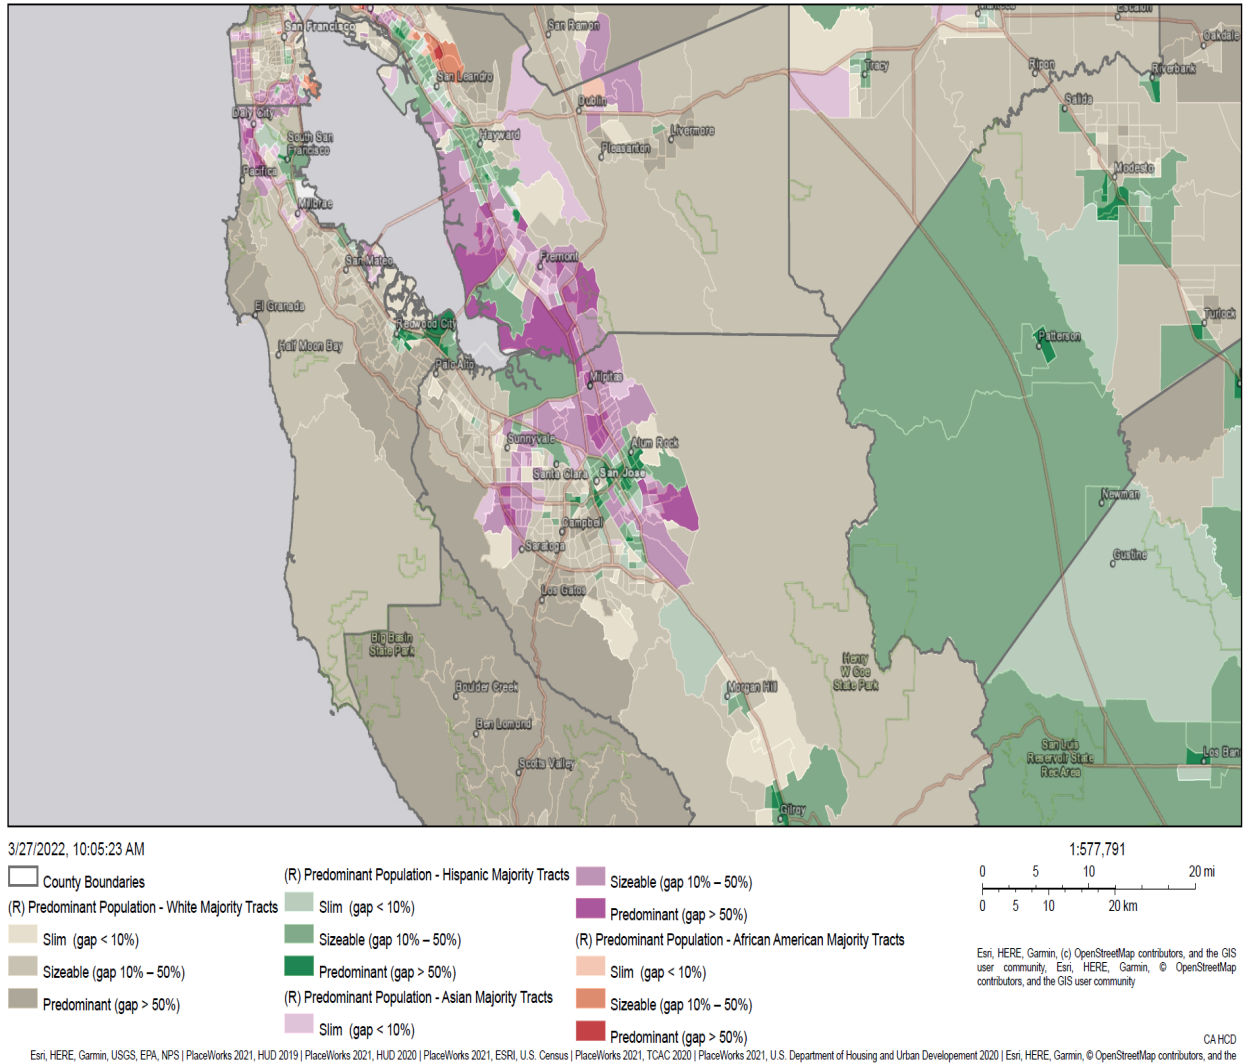 San Ramon
Manteca
Escalon
San Francisco
Oakdale
San Leandro
Tracy
Ripon
Riverbank
Dublin
Salida
Daly City
Hayward
Livermore
South San
Francisco
Pleasanton
Modesto
Pacifica
Millbrae
San Mateo
Fremont
El Granada
Redwood City
Turlock
Half Moon Bay
Patterson
Palo Alto
Milpitas
Sunnyvale
Alum Rock
Santa Clara
San Jose
Newman
Campbell
Saratoga
Gustine
Los Gatos
Big Basin
State Park
Henry
W Coe
State Park
Boulder Creek
Morgan Hill
Ben Lomond
San Luis
Reservoir State
Rec Area
Los Ban
Scotts Valley
Gilroy
3/27/2022, 10:05:23 AM
County Boundaries
(R) Predominant Population - White Majority Tracts
Slim (gap < 10%)
Sizeable (gap 10% – 50%)
Predominant (gap > 50%)
(R) Predominant Population - Hispanic Majority Tracts
Slim (gap < 10%)
Sizeable (gap 10% – 50%)
Predominant (gap > 50%)
(R) Predominant Population - Asian Majority Tracts
Slim (gap < 10%)
Sizeable (gap 10% – 50%)
Predominant (gap > 50%)
(R) Predominant Population - African American Majority Tracts
Slim (gap < 10%)
Sizeable (gap 10% – 50%)
Predominant (gap > 50%)
1:577,791
0 5 10 20 mi
0 5 10 20 km
Esri, HERE, Garmin, (c) OpenStreetMap contributors, and the GIS
user community, Esri, HERE, Garmin, © OpenStreetMap
contributors, and the GIS user community
CA HCD
Esri, HERE, Garmin, USGS, EPA, NPS | PlaceWorks 2021, HUD 2019 | PlaceWorks 2021, HUD 2020 | PlaceWorks 2021, ESRI, U.S. Census | PlaceWorks 2021, TCAC 2020 | PlaceWorks 2021, U.S. Department of Housing and Urban Developement 2020 | Esri, HERE, Garmin, © OpenStreetMap contributors, and the